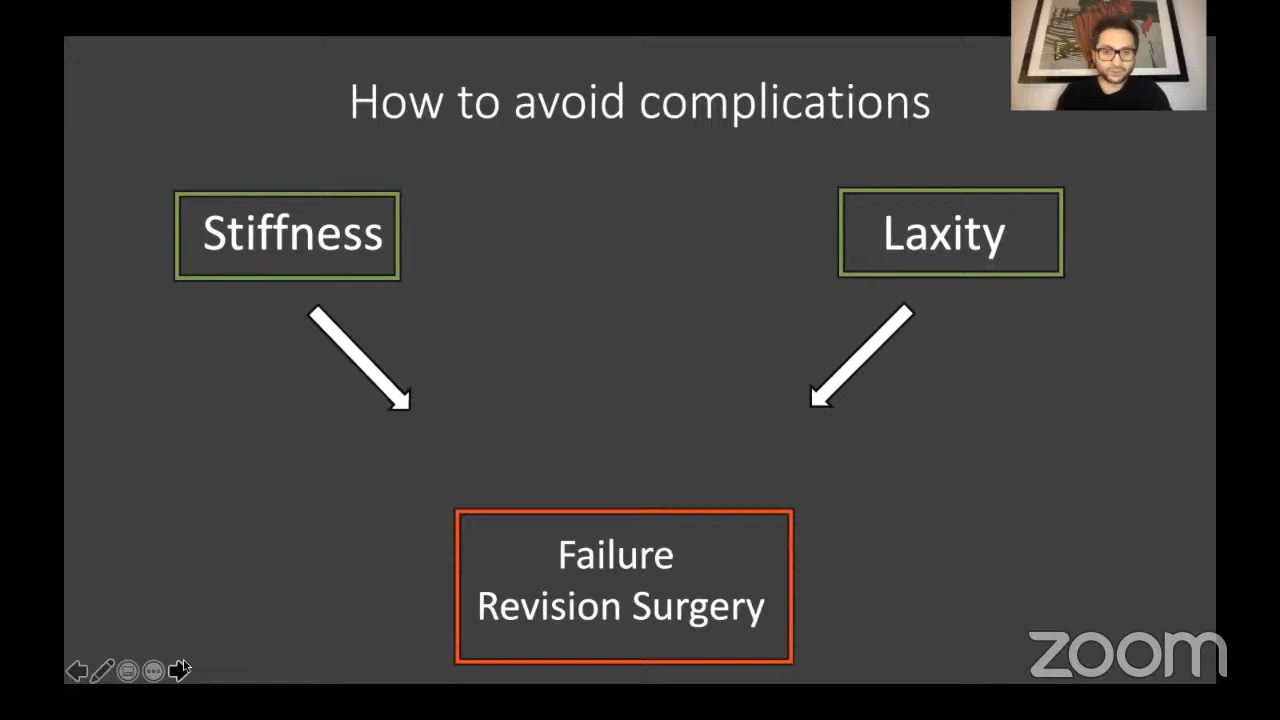 How to avoid complications
Stiffness
Laxity
Failure
Revision Surgery
zoom